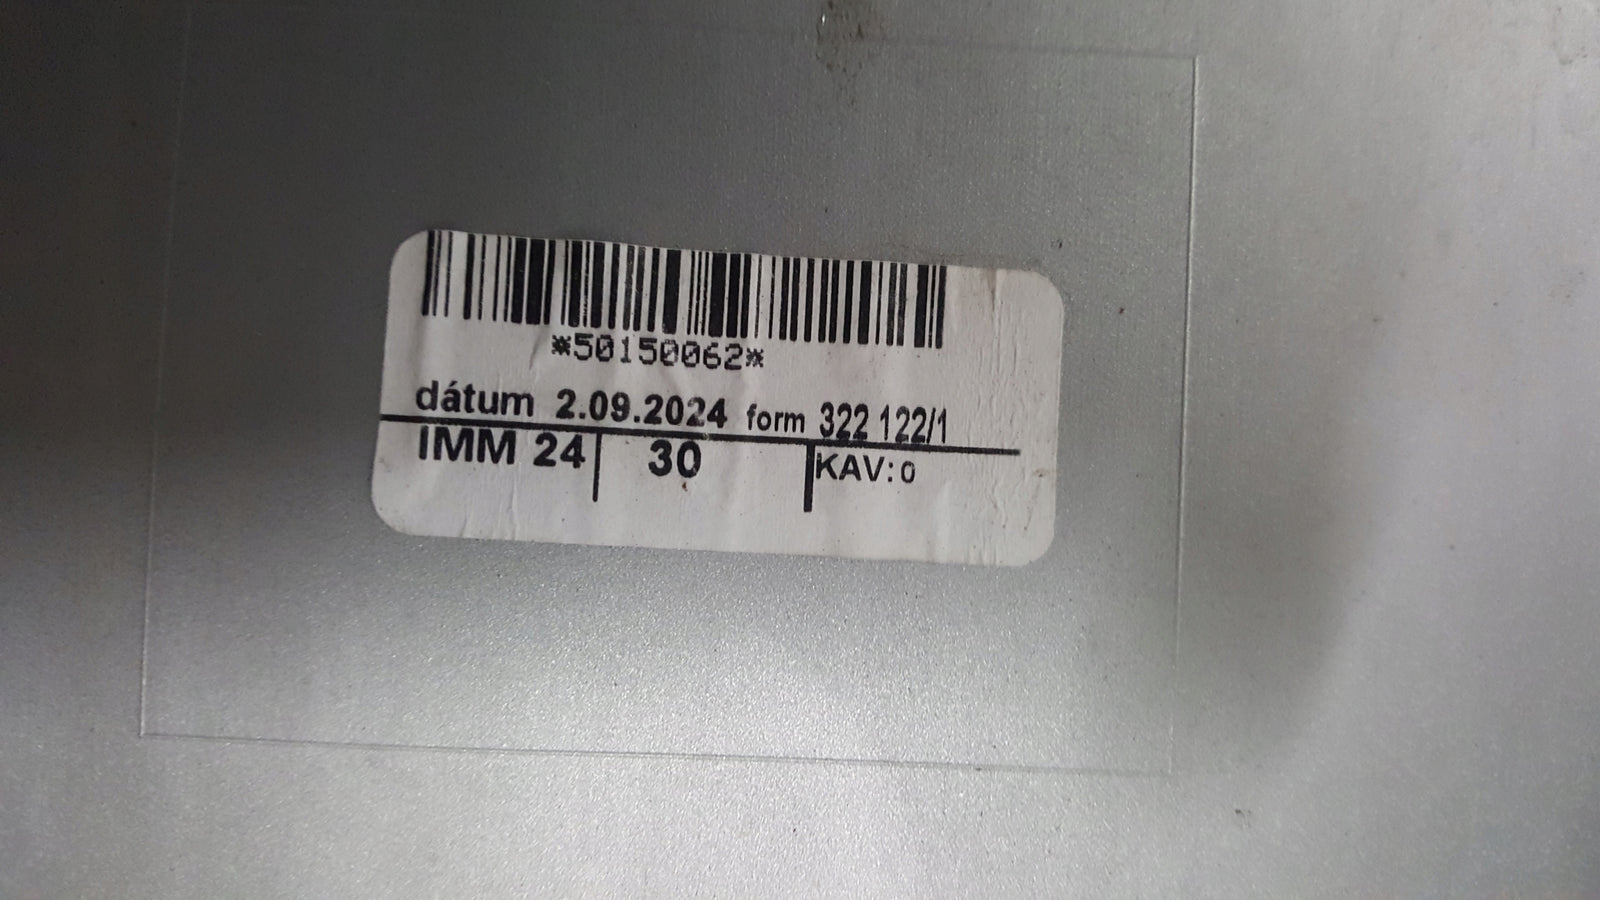 *50150062*
dátum 2.09.2024 form 322 122/1
IMM 24 30 KAV:0